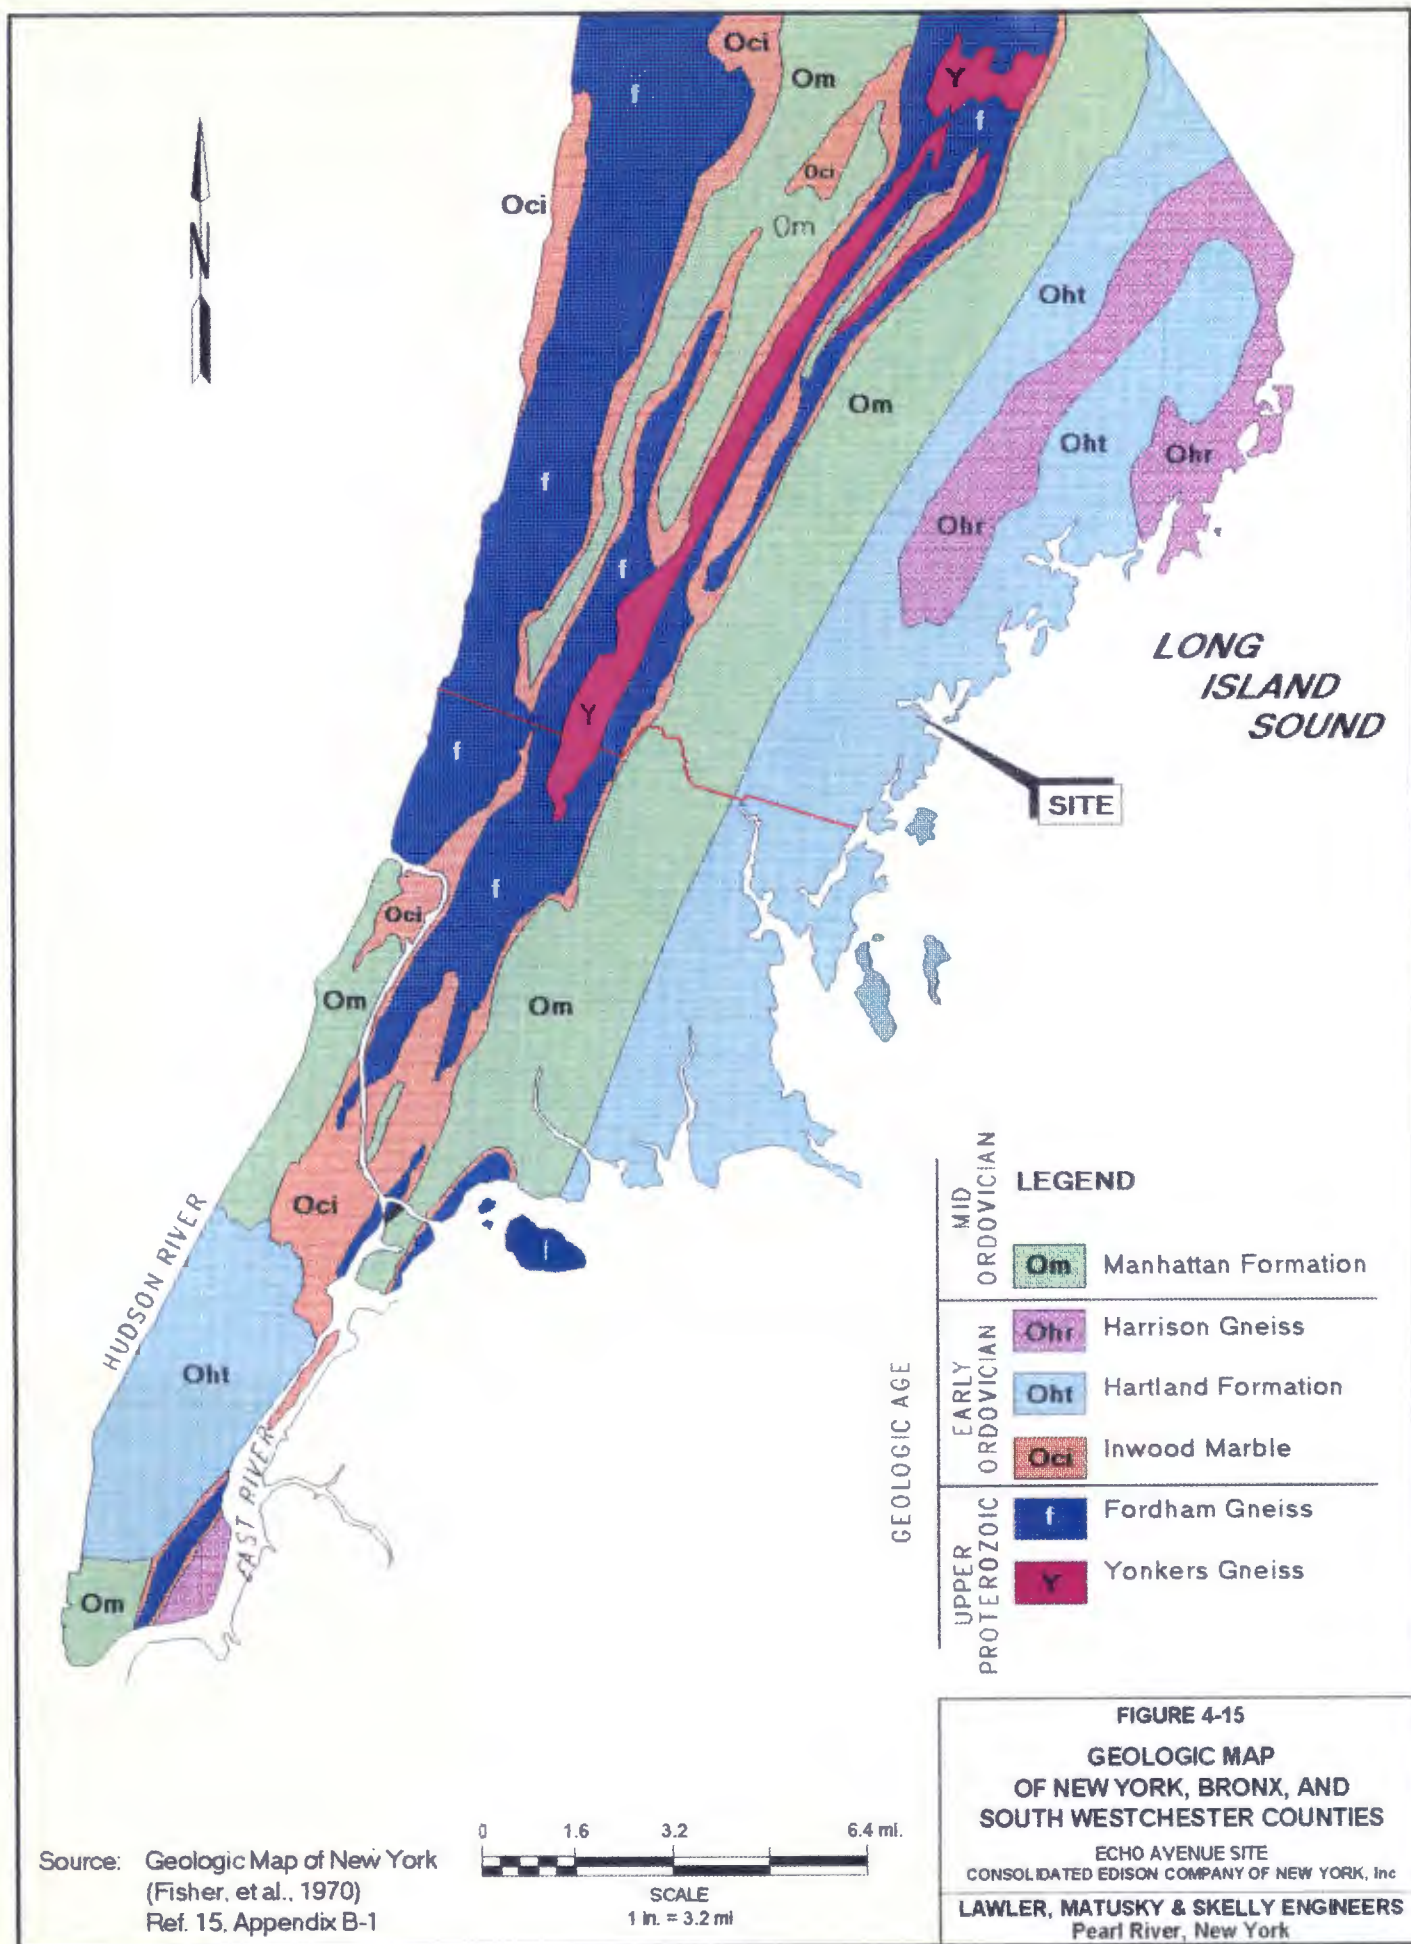 Oci
Om
Y
f
f
Oci
Oci
Om
Oht
Om
Oht
Ohr
f
Ohr
f
LONG
ISLAND
SOUND
Y
f
SITE
f
Oci
Om
Om
Oci
HUDSON RIVER
f
Oht
EAST RIVER
Om
N
GEOLOGIC AGE
LEGEND
MID
ORDOVICIAN
Om Manhattan Formation
EARLY
ORDOVICIAN
Ohr Harrison Gneiss
Oht Hartland Formation
Oci Inwood Marble
UPPER
PROTEROZOIC
f Fordham Gneiss
Y Yonkers Gneiss
Source: Geologic Map of New York
(Fisher, et al., 1970)
Ref. 15, Appendix B-1
0 1.6 3.2 6.4 mi.
SCALE
1 in. = 3.2 mi
FIGURE 4-15
GEOLOGIC MAP
OF NEW YORK, BRONX, AND
SOUTH WESTCHESTER COUNTIES
ECHO AVENUE SITE
CONSOLIDATED EDISON COMPANY OF NEW YORK, Inc
LAWLER, MATUSKY & SKELLY ENGINEERS
Pearl River, New York